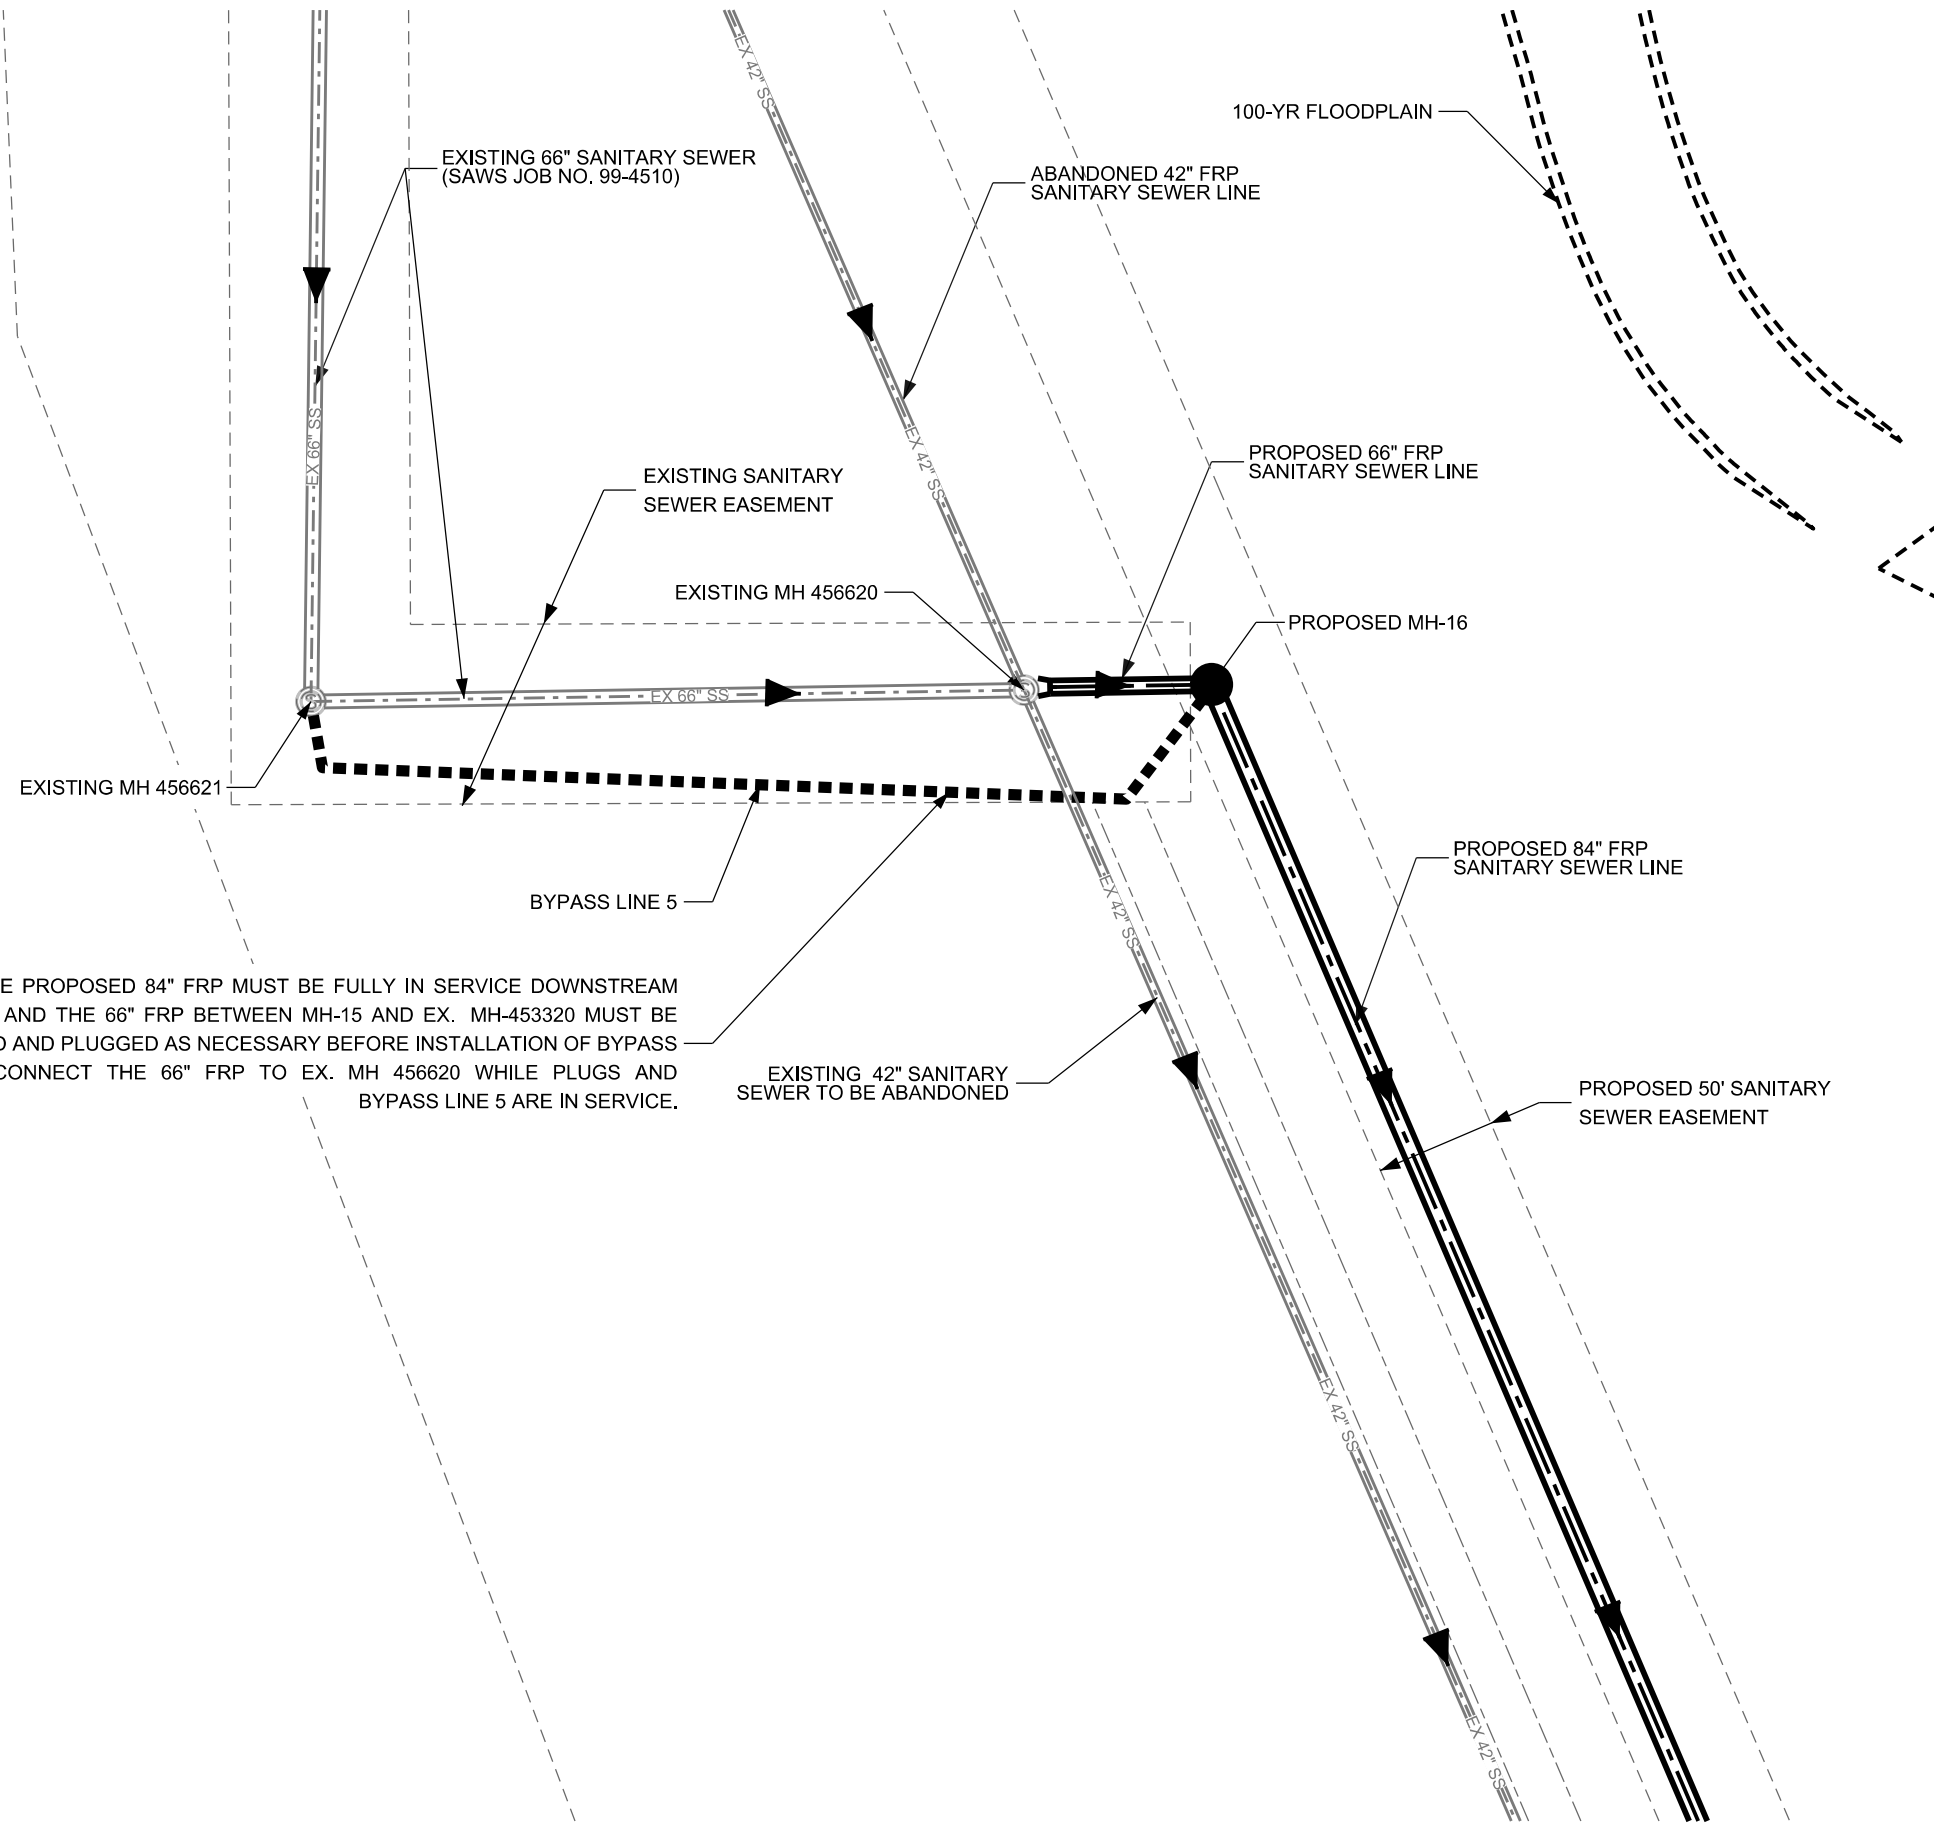 EX 42" SS
100-YR FLOODPLAIN
EXISTING 66" SANITARY SEWER
(SAWS JOB NO. 99-4510)
ABANDONED 42" FRP
SANITARY SEWER LINE
EX 66" SS
EX 42" SS
PROPOSED 66" FRP
SANITARY SEWER LINE
EXISTING SANITARY
SEWER EASEMENT
EXISTING MH 456620
PROPOSED MH-16
S
S
EX 66" SS
EXISTING MH 456621
PROPOSED 84" FRP
SANITARY SEWER LINE
BYPASS LINE 5
EX 42" SS
PROPOSED 84" FRP MUST BE FULLY IN SERVICE DOWNSTREAM
AND THE 66" FRP BETWEEN MH-15 AND EX. MH-453320 MUST BE
AND PLUGGED AS NECESSARY BEFORE INSTALLATION OF BYPASS
CONNECT THE 66" FRP TO EX. MH 456620 WHILE PLUGS AND
BYPASS LINE 5 ARE IN SERVICE.
EXISTING 42" SANITARY
SEWER TO BE ABANDONED
PROPOSED 50' SANITARY
SEWER EASEMENT
EX 42" SS
EX 42" SS